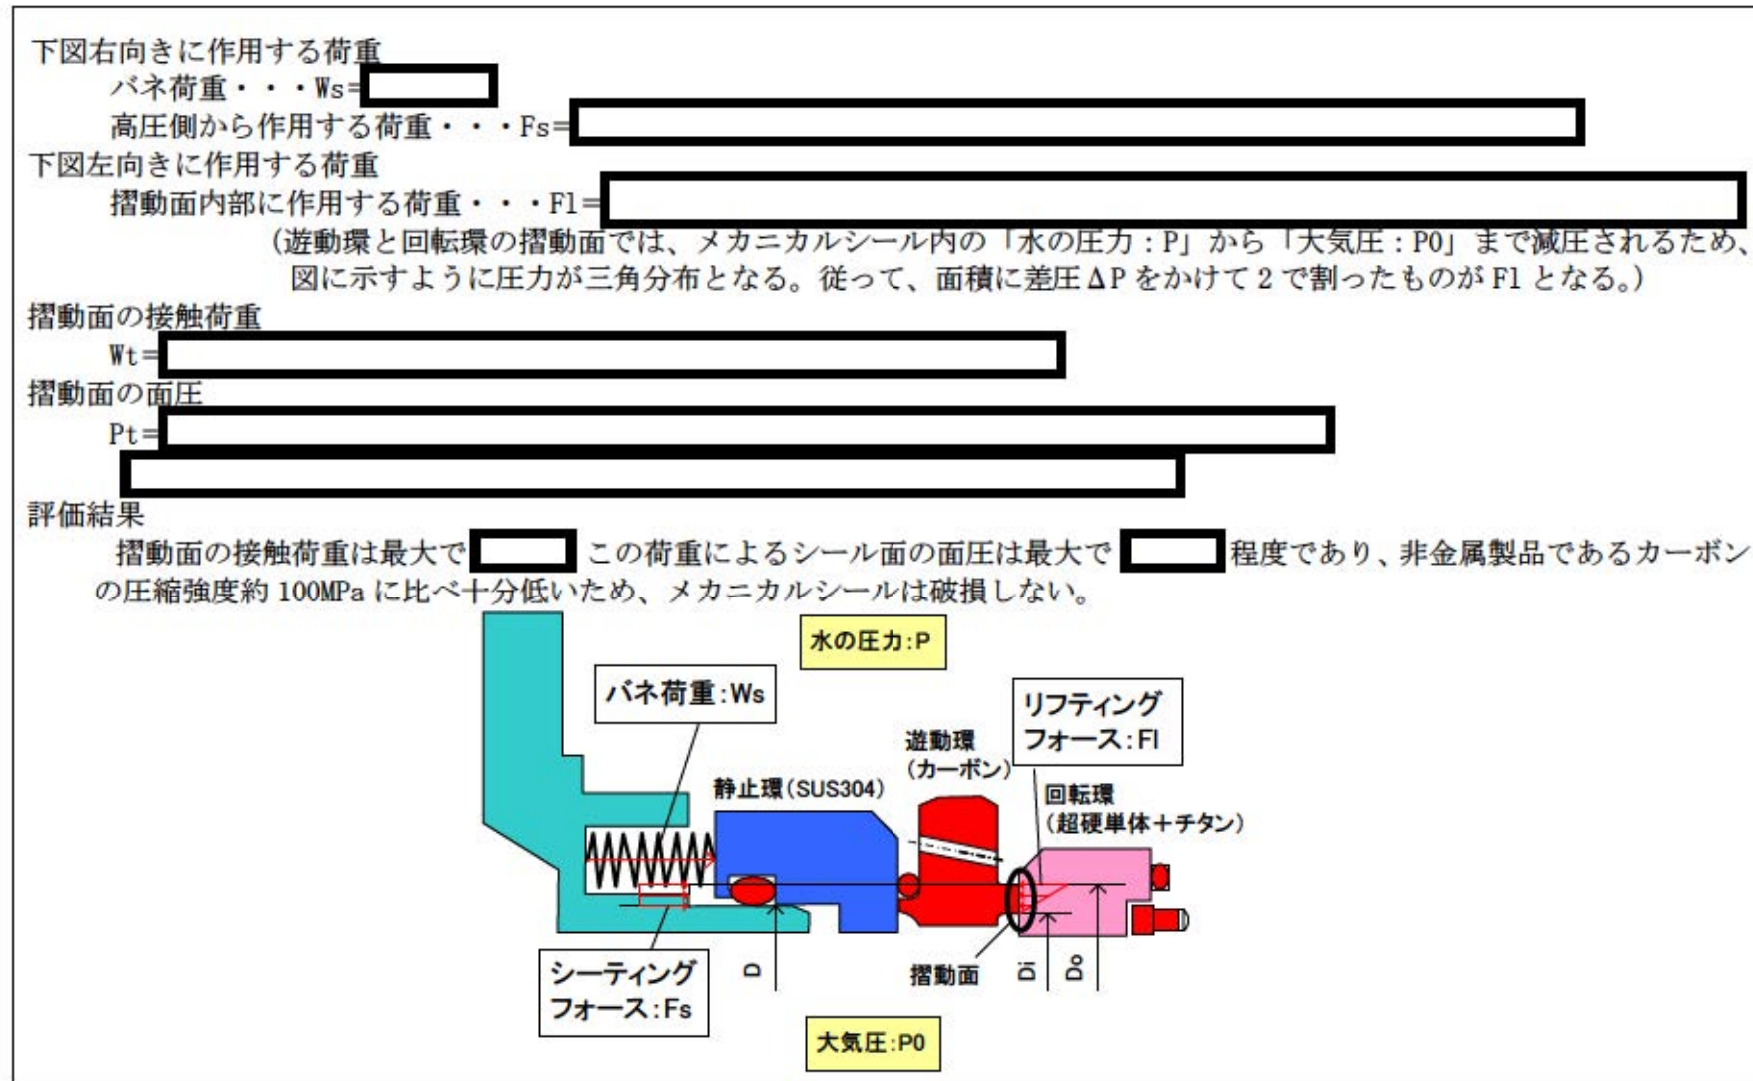 下図右向きに作用する荷重
バネ荷重・・・Ws=
高圧側から作用する荷重・・・Fs=
下図左向きに作用する荷重
摺動面内部に作用する荷重・・・Fl=
(遊動環と回転環の摺動面では、メカニカルシール内の「水の圧力:P」から「大気圧:P0」まで減圧されるため、
図に示すように圧力が三角分布となる。従って、面積に差圧ΔPをかけて2で割ったものがFlとなる。)
摺動面の接触荷重
Wt=
摺動面の面圧
Pt=
評価結果
摺動面の接触荷重は最大で この荷重によるシール面の面圧は最大で 程度であり、非金属製品であるカーボン
の圧縮強度約100MPaに比べ十分低いため、メカニカルシールは破損しない。
水の圧力:P
バネ荷重:Ws
リフティング
フォース:Fl
遊動環
(カーボン)
静止環(SUS304)
回転環
(超硬単体+チタン)
シーティング
フォース:Fs
D
摺動面
Di
Do
大気圧:P0